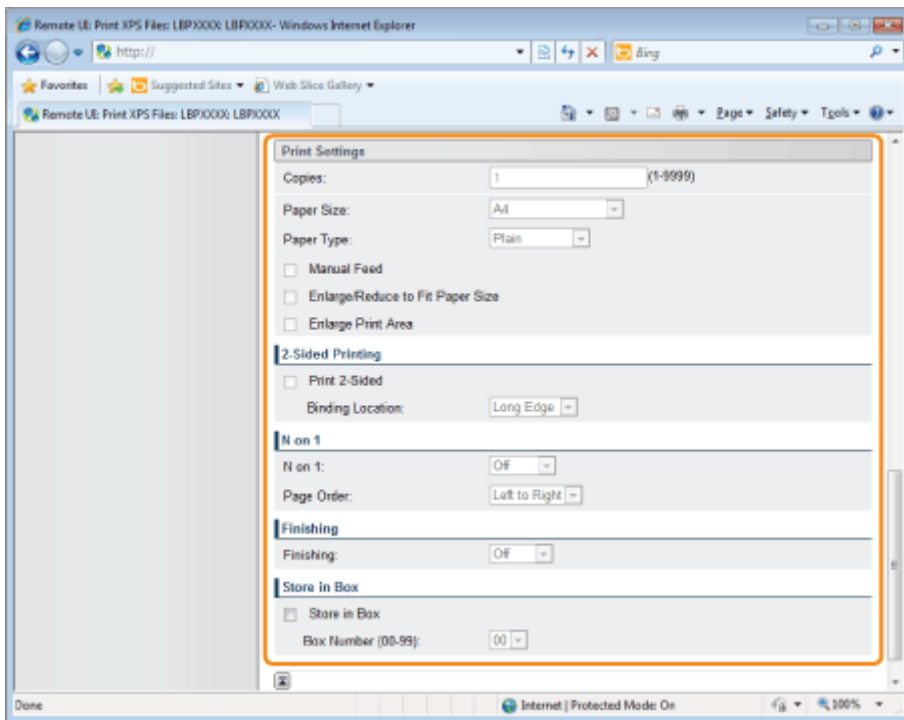 Remote UI: Print XPS Files: LBPXXXX: LBPXXXX- Windows Internet Explorer
http://
Bing
Favorites Suggested Sites Web Slice Gallery
Remote UI: Print XPS Files: LBPXXXX: LBPXXXX Page Safety Tools
Print Settings
Copies: 1 (1-9999)
Paper Size: A4
Paper Type: Plain
Manual Feed
Enlarge/Reduce to Fit Paper Size
Enlarge Print Area
2-Sided Printing
Print 2-Sided
Binding Location: Long Edge
N on 1
N on 1: Off
Page Order: Left to Right
Finishing
Finishing: Off
Store in Box
Store in Box
Box Number (00-99): 00
Done Internet | Protected Mode: On 100%